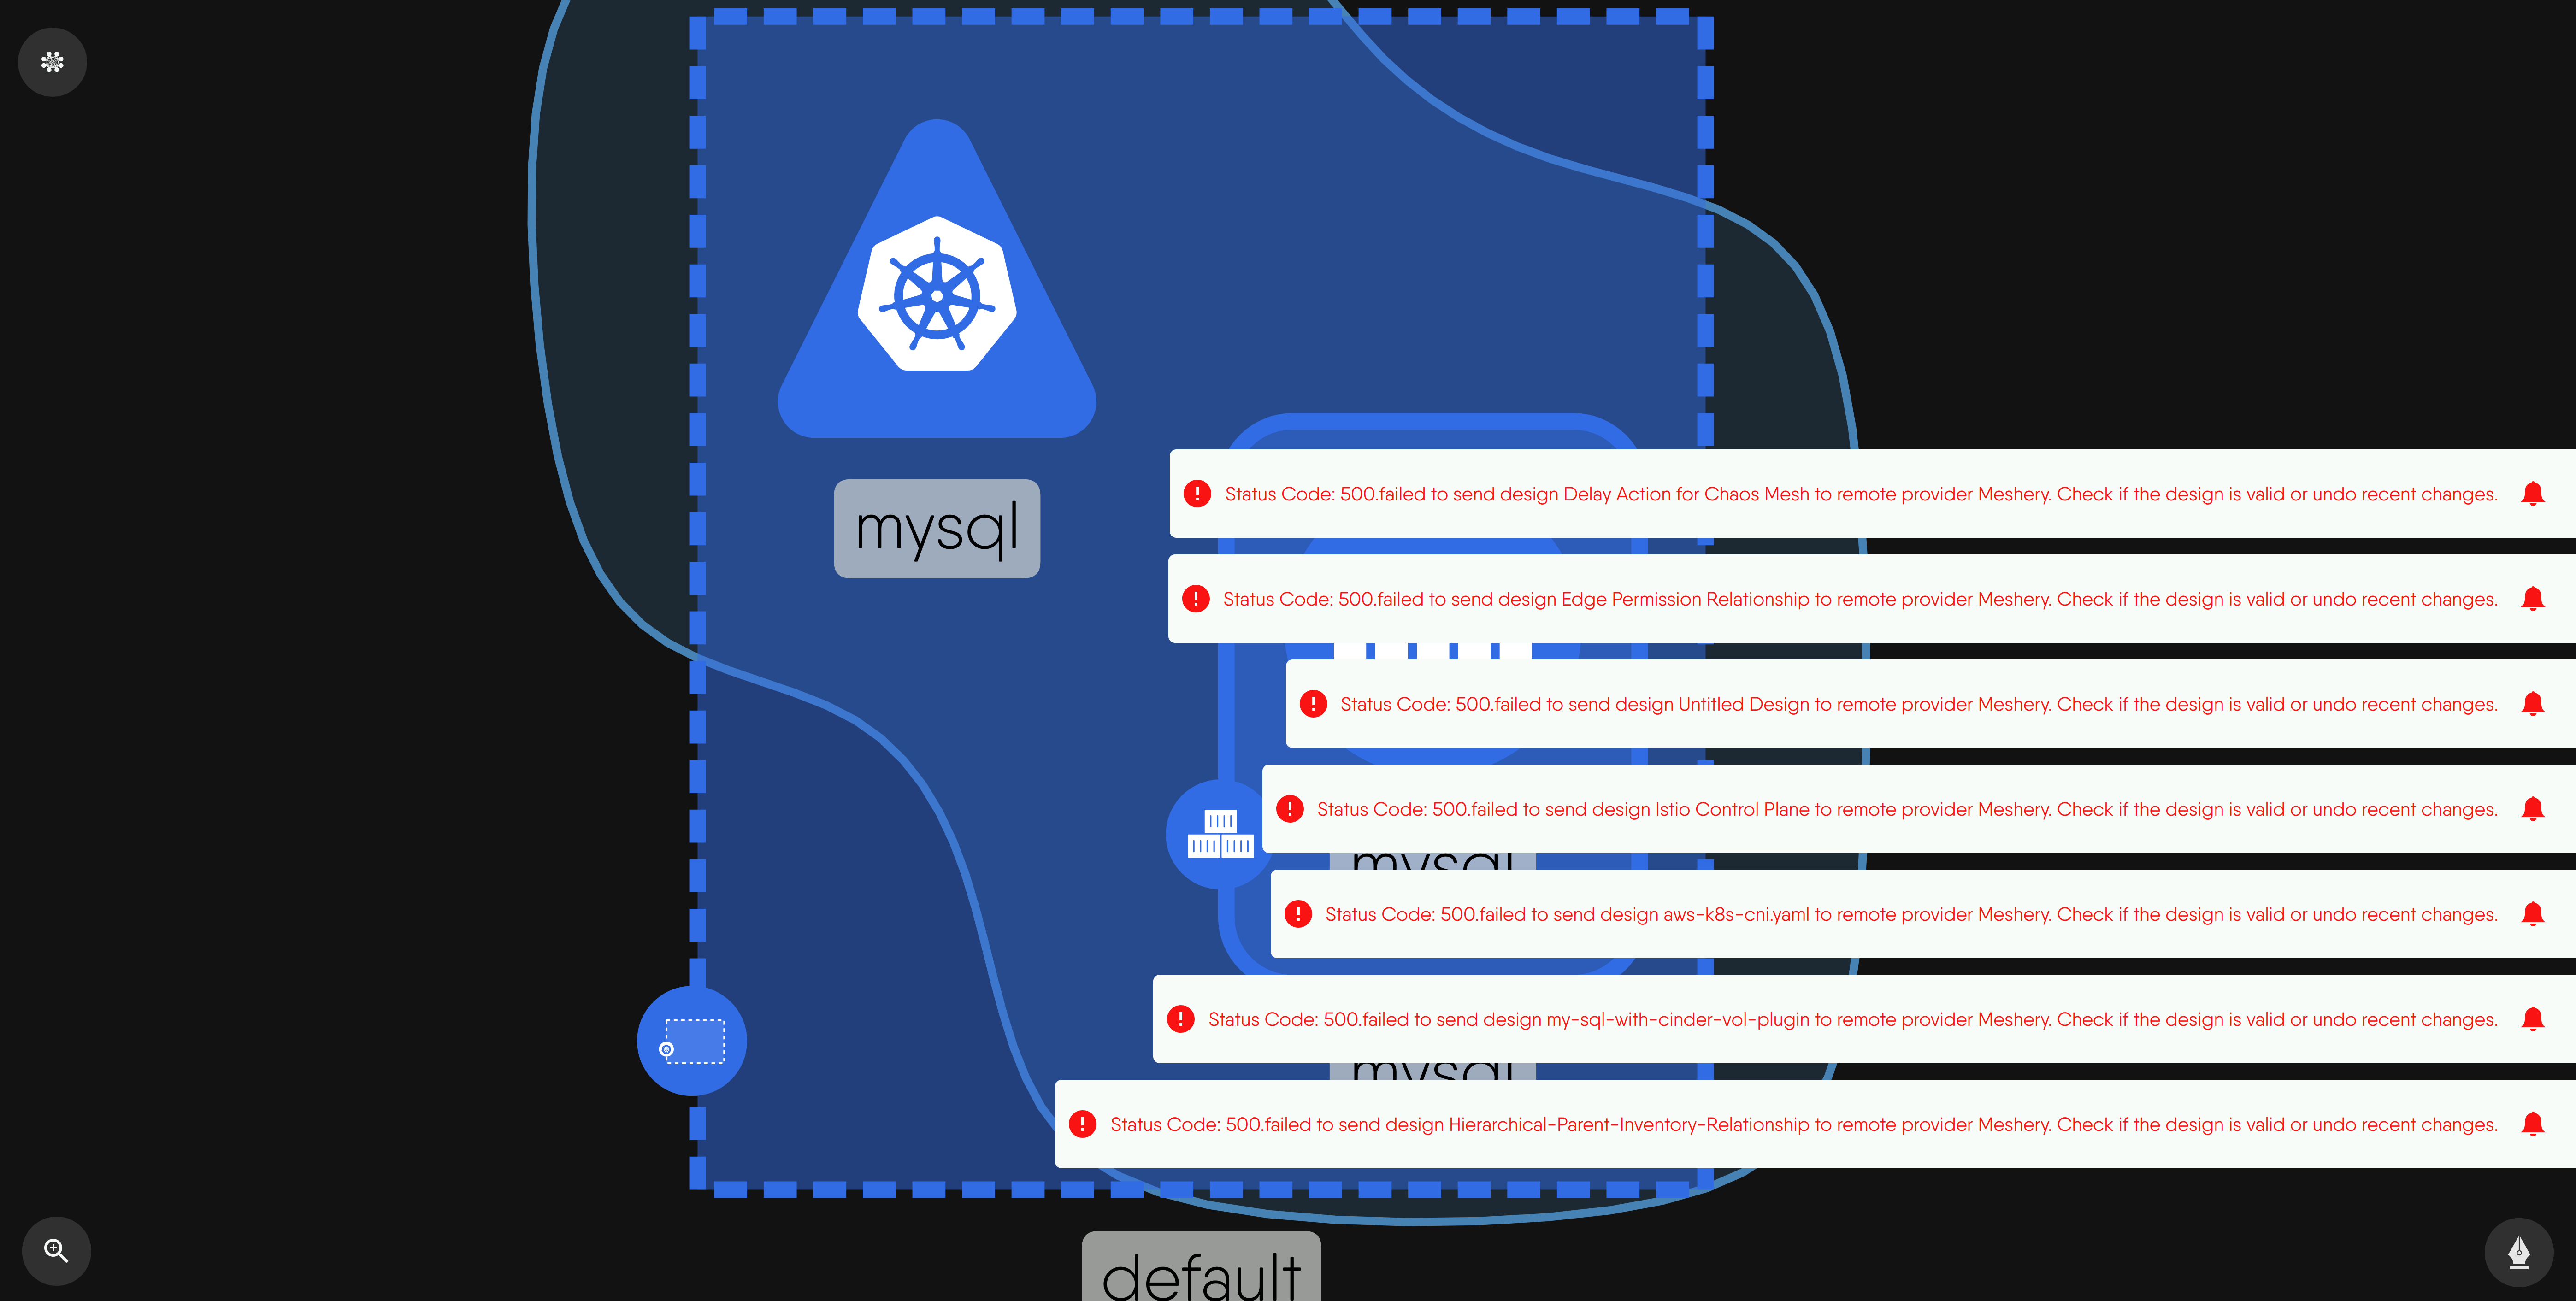 mysql
Status Code: 500.failed to send design Delay Action for Chaos Mesh to remote provider Meshery. Check if the design is valid or undo recent changes.
Status Code: 500.failed to send design Edge Permission Relationship to remote provider Meshery. Check if the design is valid or undo recent changes.
Status Code: 500.failed to send design Untitled Design to remote provider Meshery. Check if the design is valid or undo recent changes.
Status Code: 500.failed to send design Istio Control Plane to remote provider Meshery. Check if the design is valid or undo recent changes.
mysql
Status Code: 500.failed to send design aws-k8s-cni.yaml to remote provider Meshery. Check if the design is valid or undo recent changes.
Status Code: 500.failed to send design my-sql-with-cinder-vol-plugin to remote provider Meshery. Check if the design is valid or undo recent changes.
mysql
Status Code: 500.failed to send design Hierarchical-Parent-Inventory-Relationship to remote provider Meshery. Check if the design is valid or undo recent changes.
default